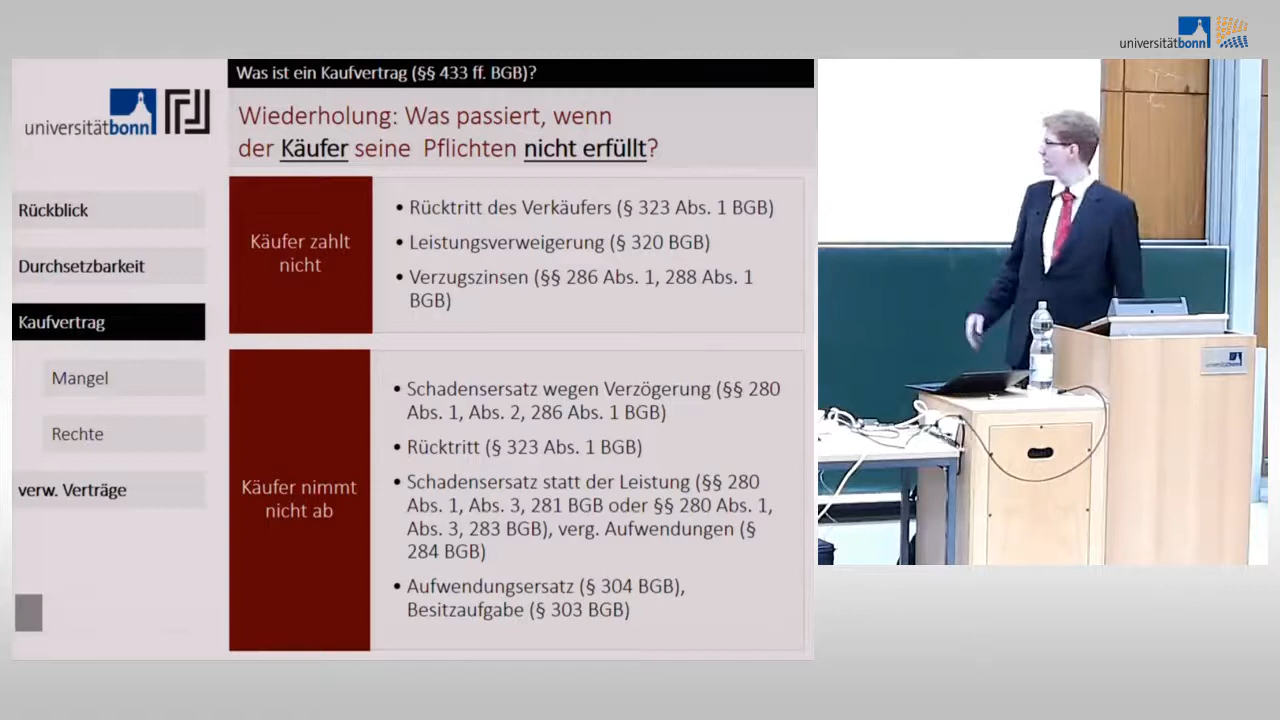 universitätbonn
Was ist ein Kaufvertrag (§§ 433 ff. BGB)?
universitätbonn
Wiederholung: Was passiert, wenn
der Käufer seine Pflichten nicht erfüllt?
Rückblick
Durchsetzbarkeit
Kaufvertrag
Mangel
Rechte
verw. Verträge
Käufer zahlt
nicht
• Rücktritt des Verkäufers (§ 323 Abs. 1 BGB)
• Leistungsverweigerung (§ 320 BGB)
• Verzugszinsen (§§ 286 Abs. 1, 288 Abs. 1
BGB)
Käufer nimmt
nicht ab
• Schadensersatz wegen Verzögerung (§§ 280
Abs. 1, Abs. 2, 286 Abs. 1 BGB)
• Rücktritt (§ 323 Abs. 1 BGB)
• Schadensersatz statt der Leistung (§§ 280
Abs. 1, Abs. 3, 281 BGB oder §§ 280 Abs. 1,
Abs. 3, 283 BGB), verg. Aufwendungen (§
284 BGB)
• Aufwendungsersatz (§ 304 BGB),
Besitzaufgabe (§ 303 BGB)